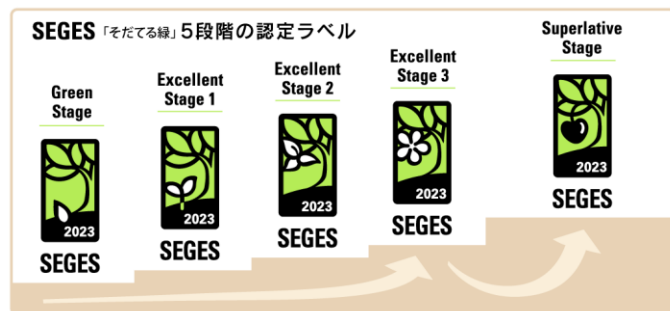 SEGES「そだてる緑」5段階の認定ラベル
Green
Stage
2023
SEGES
Excellent
Stage 1
2023
SEGES
Excellent
Stage 2
2023
SEGES
Excellent
Stage 3
2023
SEGES
Superlative
Stage
2023
SEGES